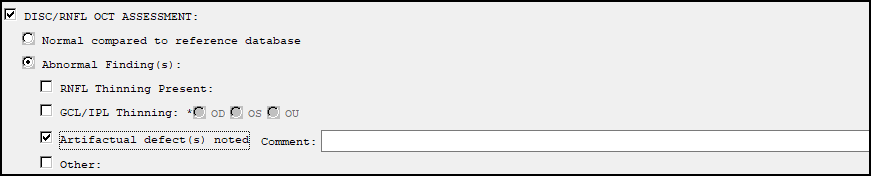 DISC/RNFL OCT ASSESSMENT:
Normal compared to reference database
Abnormal Finding(s):
RNFL Thinning Present:
GCL/IPL Thinning: * OD OS OU
Artifactual defect(s) noted Comment:
Other: